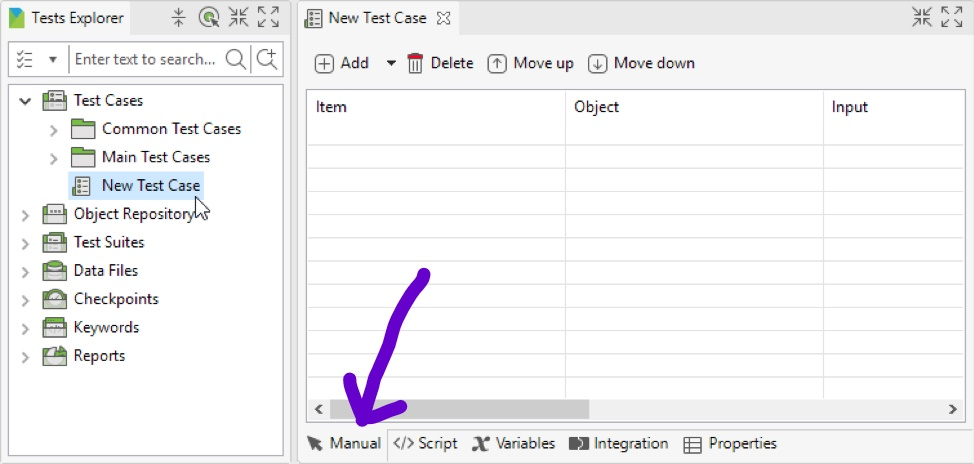 Tests Explorer
Enter text to search...
Test Cases
Common Test Cases
Main Test Cases
New Test Case
Object Repository
Test Suites
Data Files
Checkpoints
Keywords
Reports
New Test Case
Add Delete Move up Move down
Item Object Input
Manual </> Script Variables Integration Properties